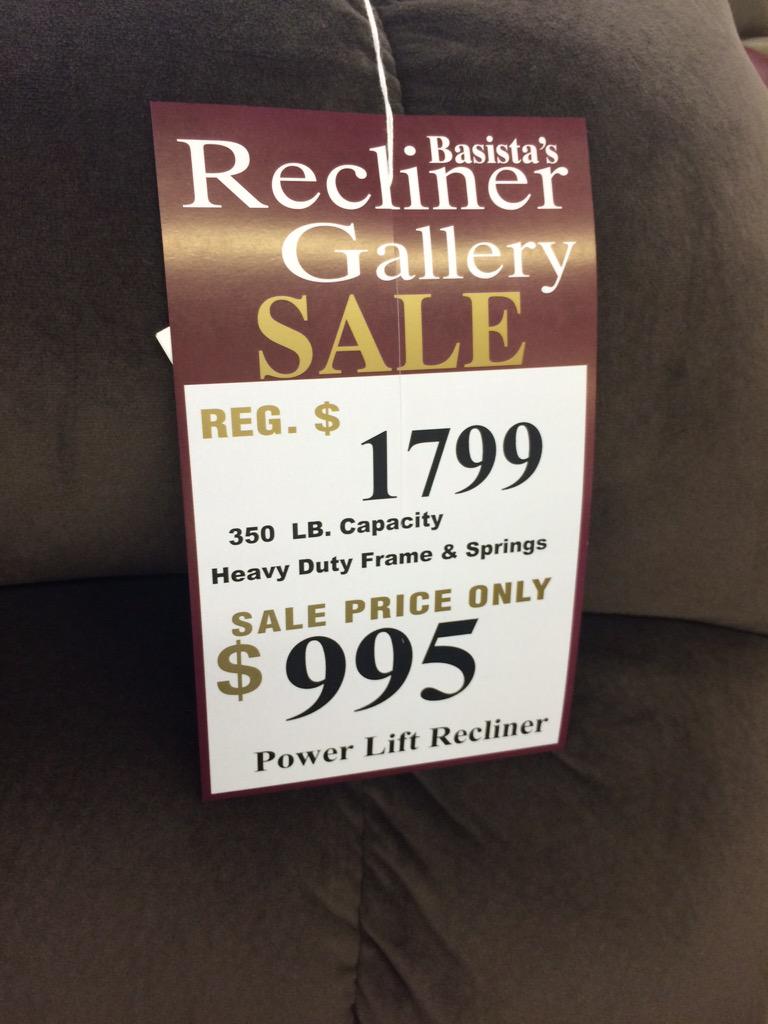 Basista's
Recliner
Gallery
SALE
REG. $
1799
350 LB. Capacity
Heavy Duty Frame & Springs
SALE PRICE ONLY
$995
Power Lift Recliner